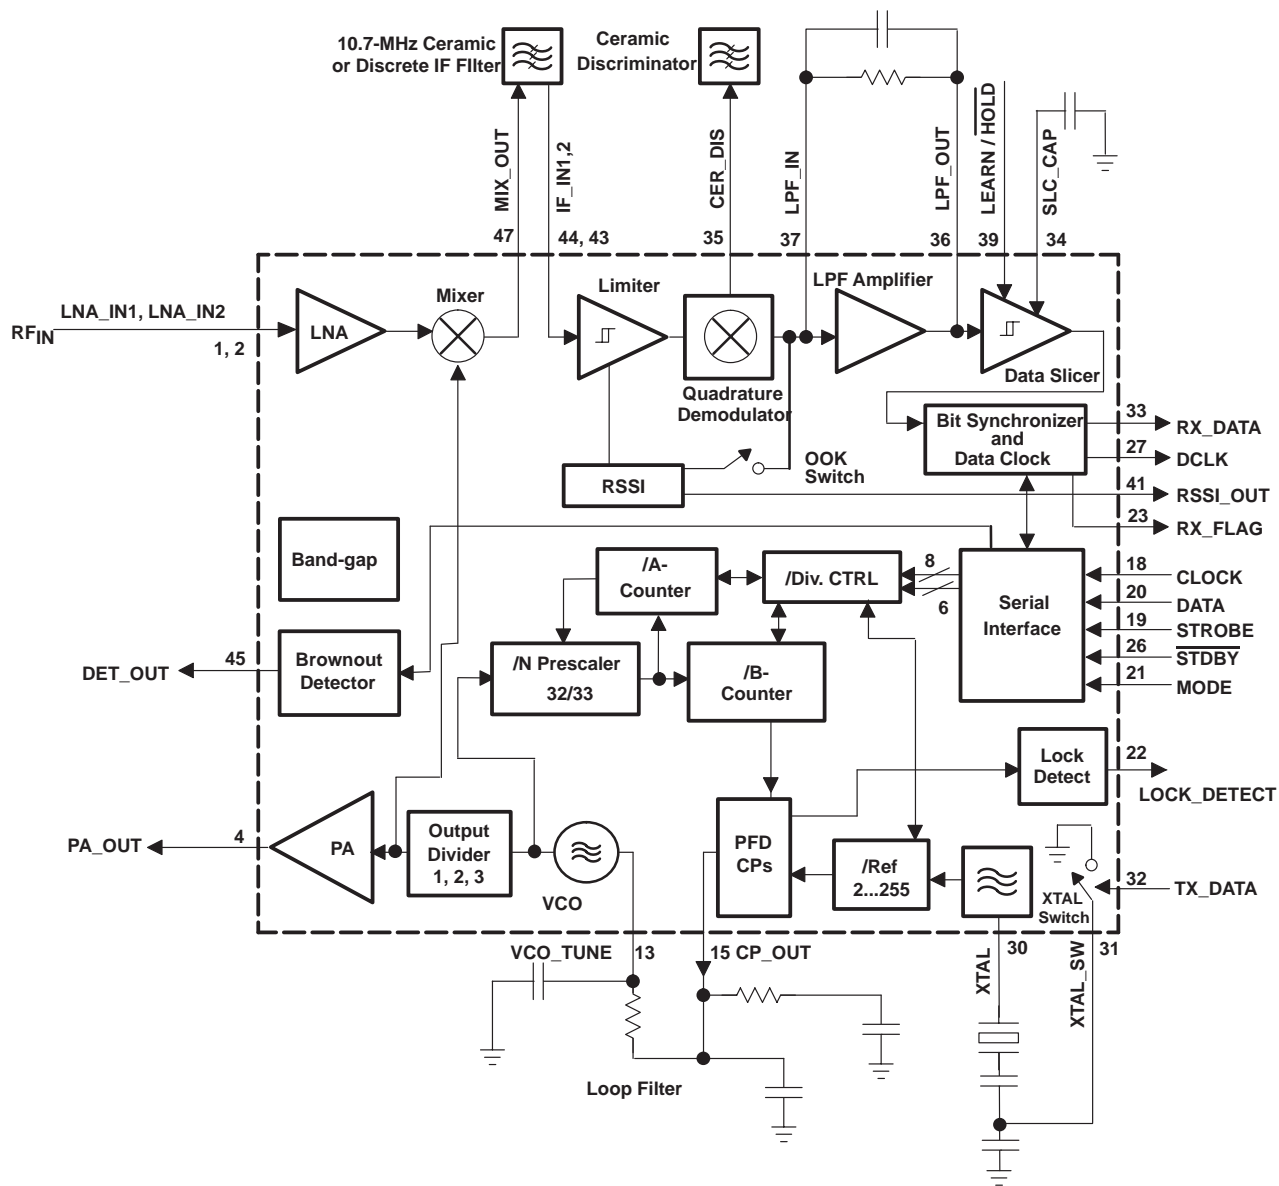 10.7-MHz Ceramic
or Discrete IF FIlter
Ceramic
Discriminator
MIX_OUT
IF_IN1,2
CER_DIS
LPF_IN
LPF_OUT
LEARN / HOLD
SLC_CAP
47
44, 43
35
37
36
39
34
LNA_IN1, LNA_IN2
RFIN
1, 2
LNA
Mixer
Limiter
Quadrature
Demodulator
LPF Amplifier
Data Slicer
Bit Synchronizer
and
Data Clock
33
RX_DATA
27
DCLK
41
RSSI_OUT
23
RX_FLAG
RSSI
OOK
Switch
Band-gap
/A-
Counter
/Div. CTRL
8
6
Serial
Interface
18
CLOCK
20
DATA
19
STROBE
26
STDBY
21
MODE
DET_OUT
45
Brownout
Detector
/N Prescaler
32/33
/B-
Counter
Lock
Detect
22
LOCK_DETECT
PA_OUT
4
PA
Output
Divider
1, 2, 3
VCO
PFD
CPs
/Ref
2...255
XTAL
Switch
32
TX_DATA
VCO_TUNE
13
15 CP_OUT
XTAL
30
XTAL_SW
31
Loop Filter